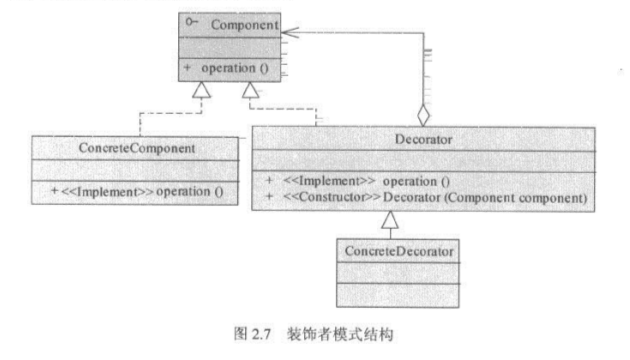 Component
+ operation ()
ConcreteComponent
+<<Implement>> operation ()
Decorator
+ <<Implement>> operation ()
+ <<Constructor>> Decorator (Component component)
ConcreteDecorator
图 2.7 装饰者模式结构